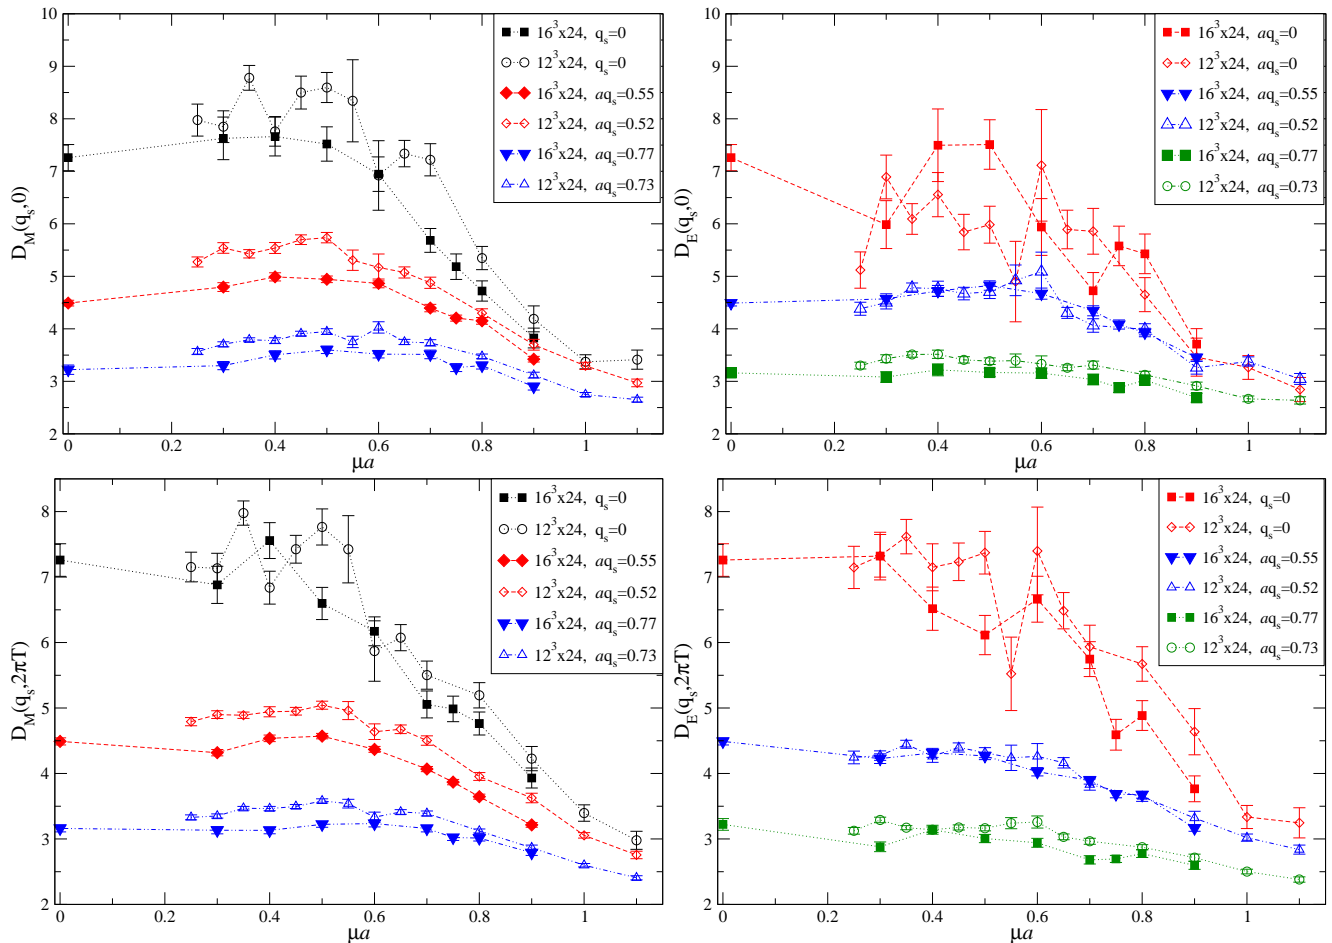 D_M(q_s,0)
10
9
8
7
6
5
4
3
2
0 0.2 0.4 0.6 0.8 1
μa
16^3x24, q_s=0
12^3x24, q_s=0
16^3x24, aq_s=0.55
12^3x24, aq_s=0.52
16^3x24, aq_s=0.77
12^3x24, aq_s=0.73
D_E(q_s,0)
10
9
8
7
6
5
4
3
2
0 0.2 0.4 0.6 0.8 1
μa
16^3x24, aq_s=0
12^3x24, aq_s=0
16^3x24, aq_s=0.55
12^3x24, aq_s=0.52
16^3x24, aq_s=0.77
12^3x24, aq_s=0.73
D_M(q_s,2πT)
8
7
6
5
4
3
2
0 0.2 0.4 0.6 0.8 1
μa
16^3x24, q_s=0
12^3x24, q_s=0
16^3x24, aq_s=0.55
12^3x24, aq_s=0.52
16^3x24, aq_s=0.77
12^3x24, aq_s=0.73
D_E(q_s,2πT)
8
7
6
5
4
3
2
0 0.2 0.4 0.6 0.8 1
μa
16^3x24, q_s=0
12^3x24, q_s=0
16^3x24, aq_s=0.55
12^3x24, aq_s=0.52
16^3x24, aq_s=0.77
12^3x24, aq_s=0.73